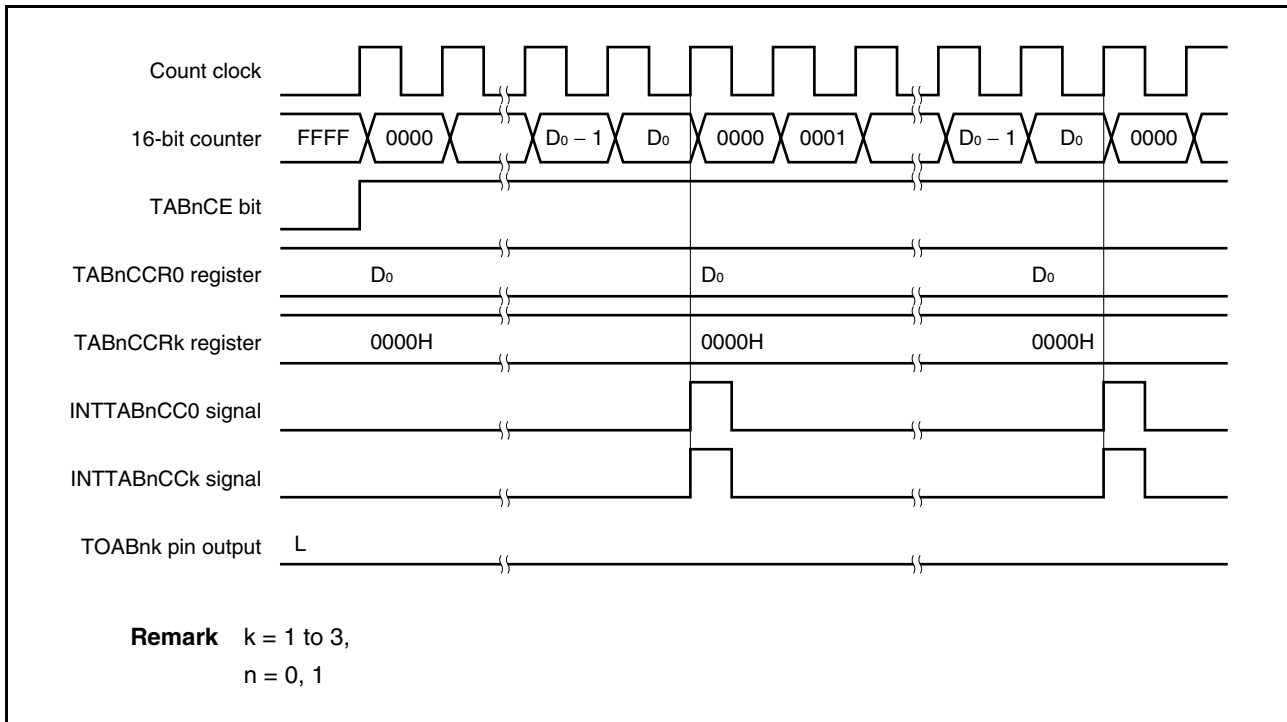 Count clock
16-bit counter FFFF 0000 D₀ − 1 D₀ 0000 0001 D₀ − 1 D₀ 0000
TABnCE bit
TABnCCR0 register D₀ D₀ D₀
TABnCCRk register 0000H 0000H 0000H
INTTABnCC0 signal
INTTABnCCk signal
TOABnk pin output L
Remark k = 1 to 3,
n = 0, 1